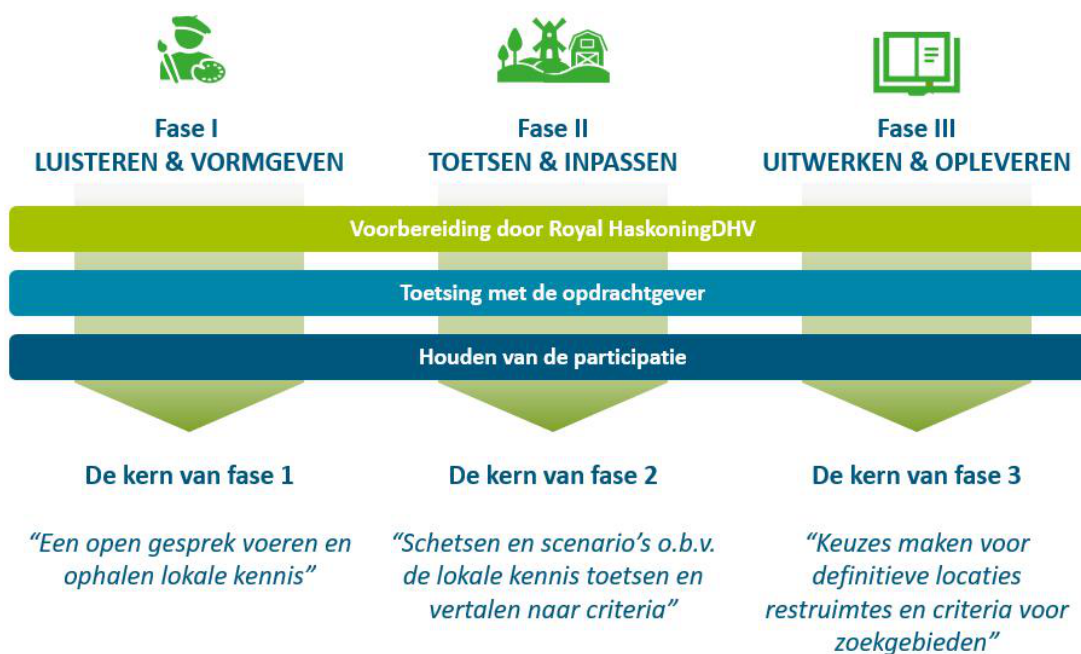 Fase I
LUISTEREN & VORMGEVEN
Fase II
TOETSEN & INPASSEN
Fase III
UITWERKEN & OPLEVEREN
Voorbereiding door Royal HaskoningDHV
Toetsing met de opdrachtgever
Houden van de participatie
De kern van fase 1
“Een open gesprek voeren en
ophalen lokale kennis”
De kern van fase 2
“Schetsen en scenario’s o.b.v.
de lokale kennis toetsen en
vertalen naar criteria”
De kern van fase 3
“Keuzes maken voor
definitieve locaties
restruimtes en criteria voor
zoekgebieden”